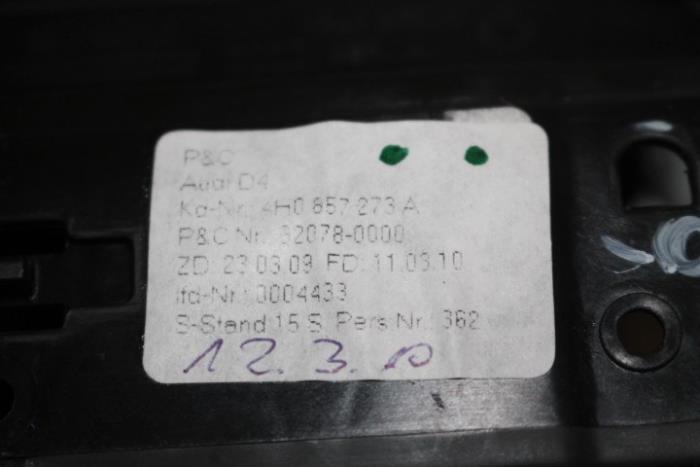 P&C
Audi D4
Kd-Nr.: 4H0 857 273 A
P&C Nr.: 32078-0000
ZD: 23.03.09 FD: 11.03.10
lfd-Nr.: 0004433
S-Stand:15 S. Pers.Nr.: 362
12.3.10